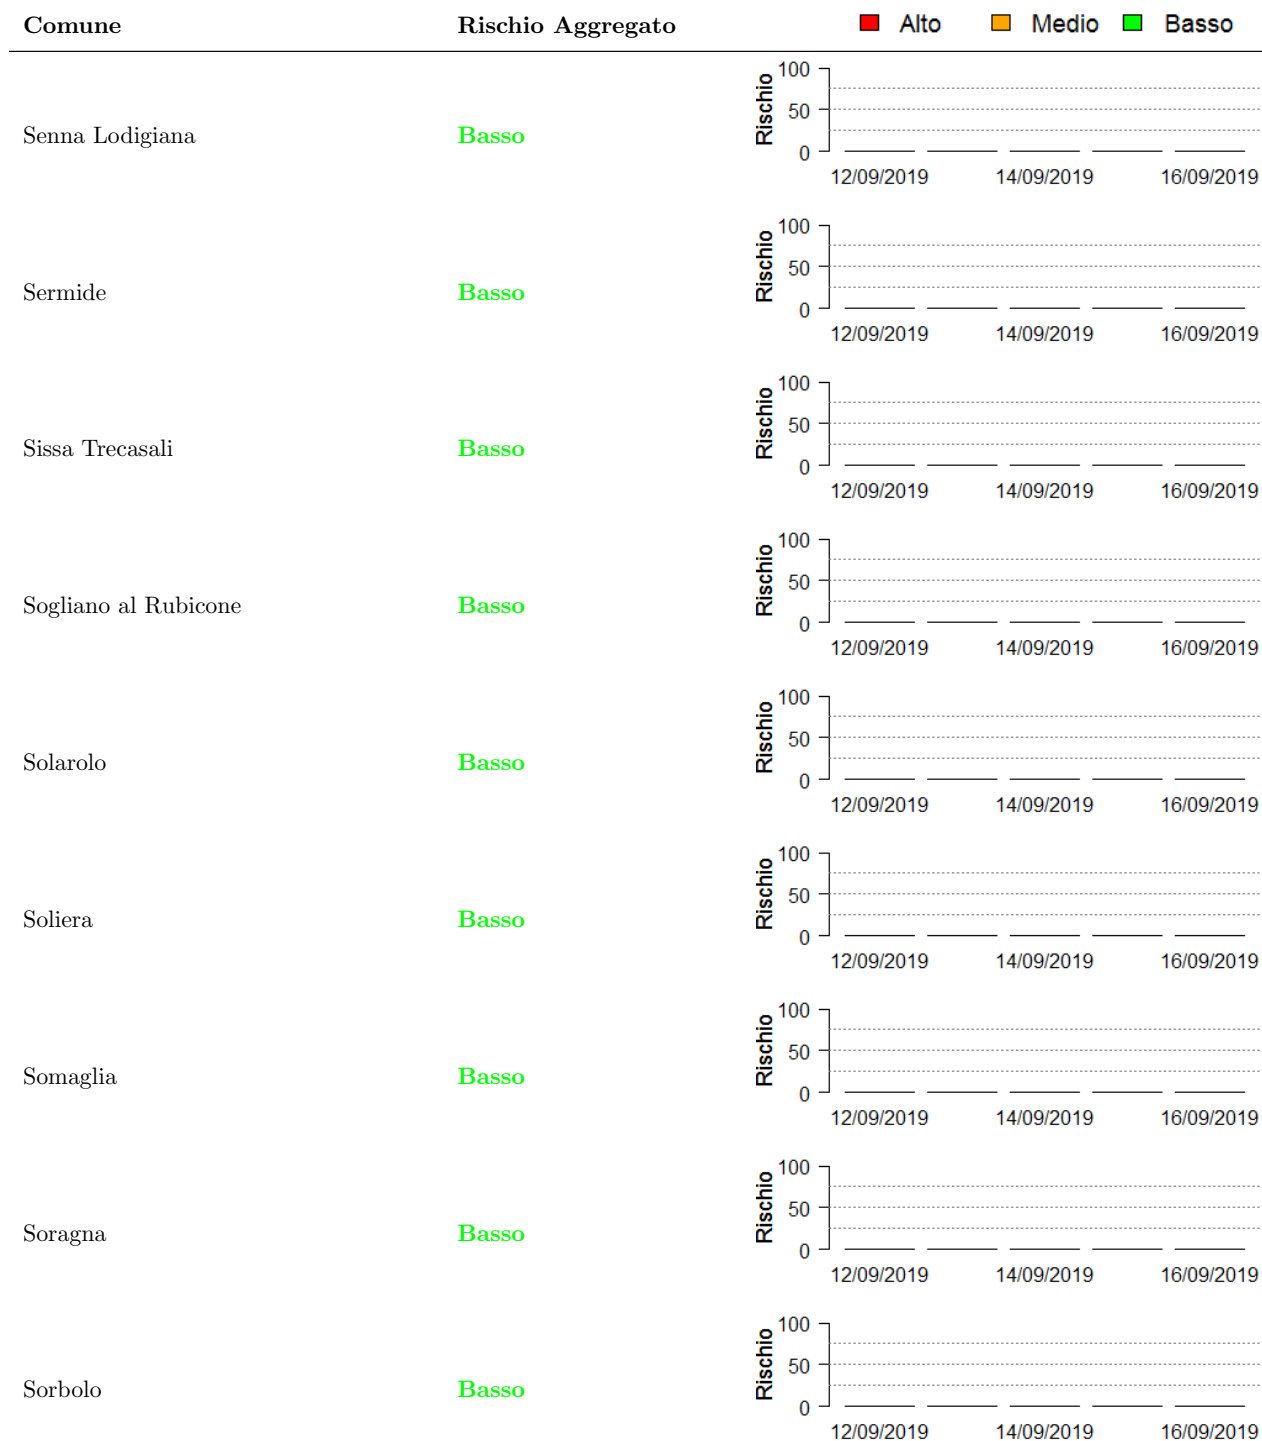 Comune Rischio Aggregato Alto Medio Basso
100
50
0
Rischio
Senna Lodigiana Basso
12/09/2019 14/09/2019 16/09/2019
100
50
0
Rischio
Sermide Basso
12/09/2019 14/09/2019 16/09/2019
100
50
0
Rischio
Sissa Trecasali Basso
12/09/2019 14/09/2019 16/09/2019
100
50
0
Rischio
Sogliano al Rubicone Basso
12/09/2019 14/09/2019 16/09/2019
100
50
0
Rischio
Solarolo Basso
12/09/2019 14/09/2019 16/09/2019
100
50
0
Rischio
Soliera Basso
12/09/2019 14/09/2019 16/09/2019
100
50
0
Rischio
Somaglia Basso
12/09/2019 14/09/2019 16/09/2019
100
50
0
Rischio
Soragna Basso
12/09/2019 14/09/2019 16/09/2019
100
50
0
Rischio
Sorbolo Basso
12/09/2019 14/09/2019 16/09/2019